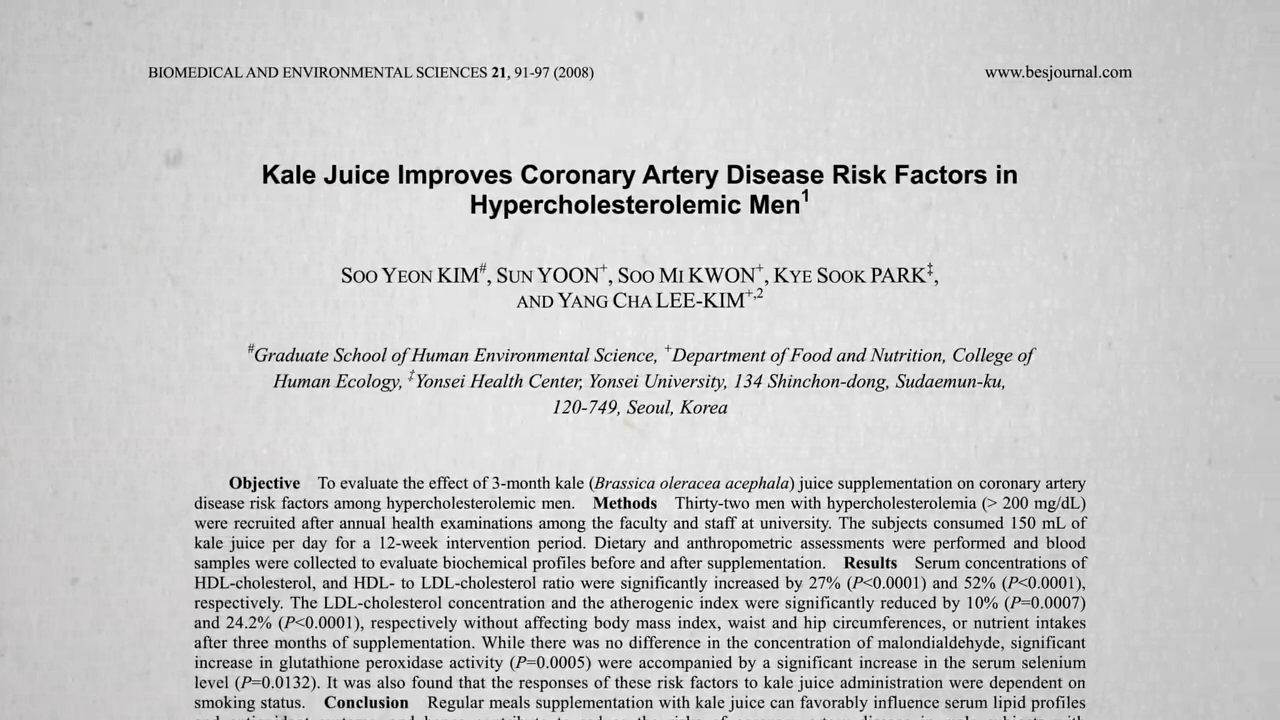 BIOMEDICAL AND ENVIRONMENTAL SCIENCES 21, 91-97 (2008) www.besjournal.com
Kale Juice Improves Coronary Artery Disease Risk Factors in
Hypercholesterolemic Men1
SOO YEON KIM#, SUN YOON+, SOO MI KWON+, KYE SOOK PARK‡,
AND YANG CHA LEE-KIM+,2
#Graduate School of Human Environmental Science, +Department of Food and Nutrition, College of
Human Ecology, ‡Yonsei Health Center, Yonsei University, 134 Shinchon-dong, Sudaemun-ku,
120-749, Seoul, Korea
Objective To evaluate the effect of 3-month kale (Brassica oleracea acephala) juice supplementation on coronary artery
disease risk factors among hypercholesterolemic men. Methods Thirty-two men with hypercholesterolemia (> 200 mg/dL)
were recruited after annual health examinations among the faculty and staff at university. The subjects consumed 150 mL of
kale juice per day for a 12-week intervention period. Dietary and anthropometric assessments were performed and blood
samples were collected to evaluate biochemical profiles before and after supplementation. Results Serum concentrations of
HDL-cholesterol, and HDL- to LDL-cholesterol ratio were significantly increased by 27% (P<0.0001) and 52% (P<0.0001),
respectively. The LDL-cholesterol concentration and the atherogenic index were significantly reduced by 10% (P=0.0007)
and 24.2% (P<0.0001), respectively without affecting body mass index, waist and hip circumferences, or nutrient intakes
after three months of supplementation. While there was no difference in the concentration of malondialdehyde, significant
increase in glutathione peroxidase activity (P=0.0005) were accompanied by a significant increase in the serum selenium
level (P=0.0132). It was also found that the responses of these risk factors to kale juice administration were dependent on
smoking status. Conclusion Regular meals supplementation with kale juice can favorably influence serum lipid profiles